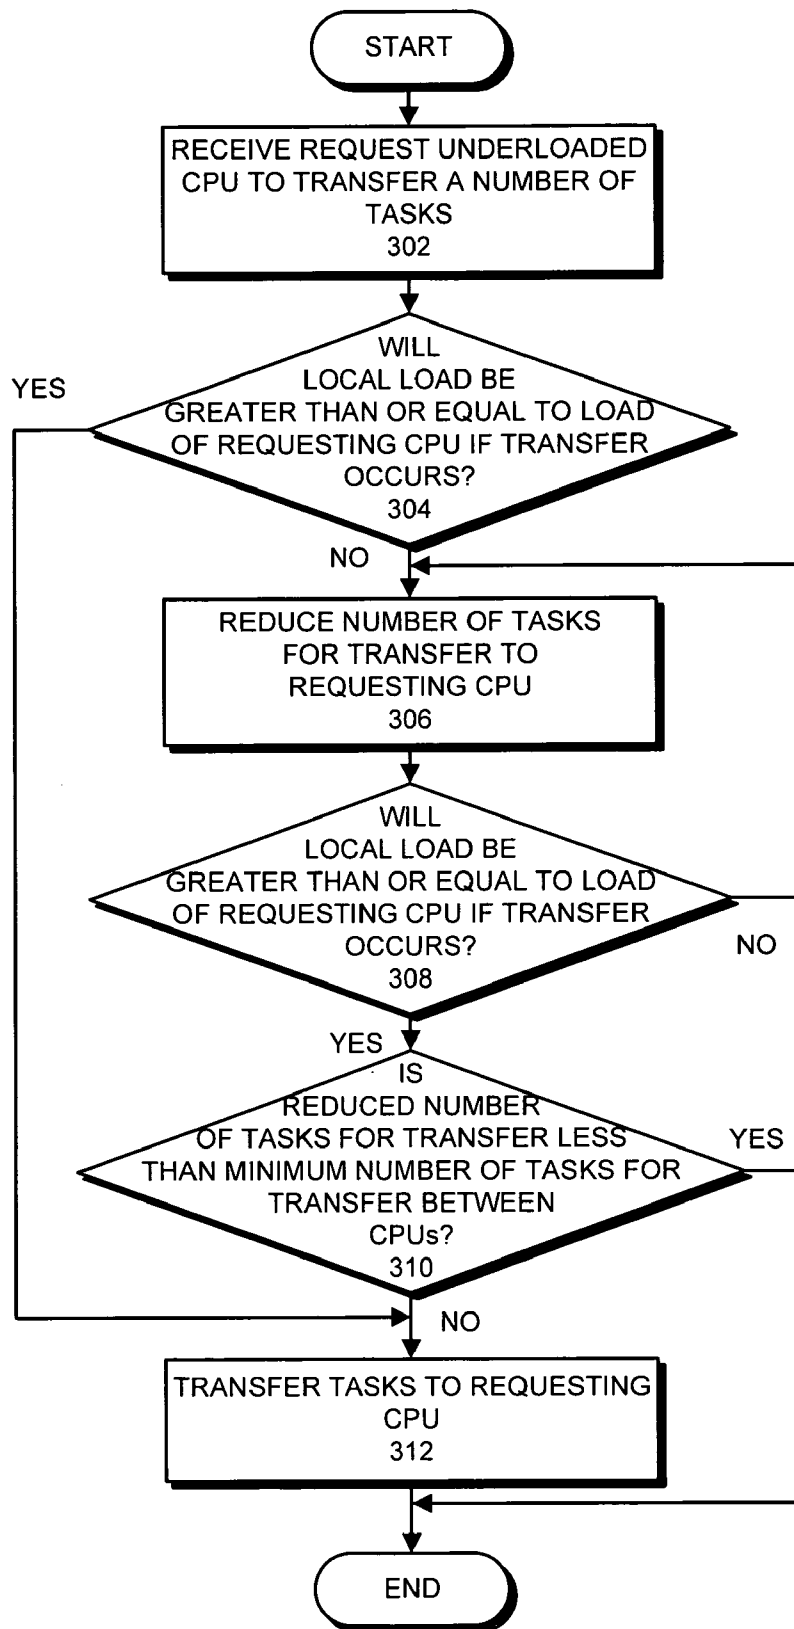 START
RECEIVE REQUEST UNDERLOADED
CPU TO TRANSFER A NUMBER OF
TASKS
302
WILL
LOCAL LOAD BE
GREATER THAN OR EQUAL TO LOAD
OF REQUESTING CPU IF TRANSFER
OCCURS?
304
YES
NO
REDUCE NUMBER OF TASKS
FOR TRANSFER TO
REQUESTING CPU
306
WILL
LOCAL LOAD BE
GREATER THAN OR EQUAL TO LOAD
OF REQUESTING CPU IF TRANSFER
OCCURS?
308
NO
YES
IS
REDUCED NUMBER
OF TASKS FOR TRANSFER LESS
THAN MINIMUM NUMBER OF TASKS FOR
TRANSFER BETWEEN
CPUs?
310
YES
NO
TRANSFER TASKS TO REQUESTING
CPU
312
END